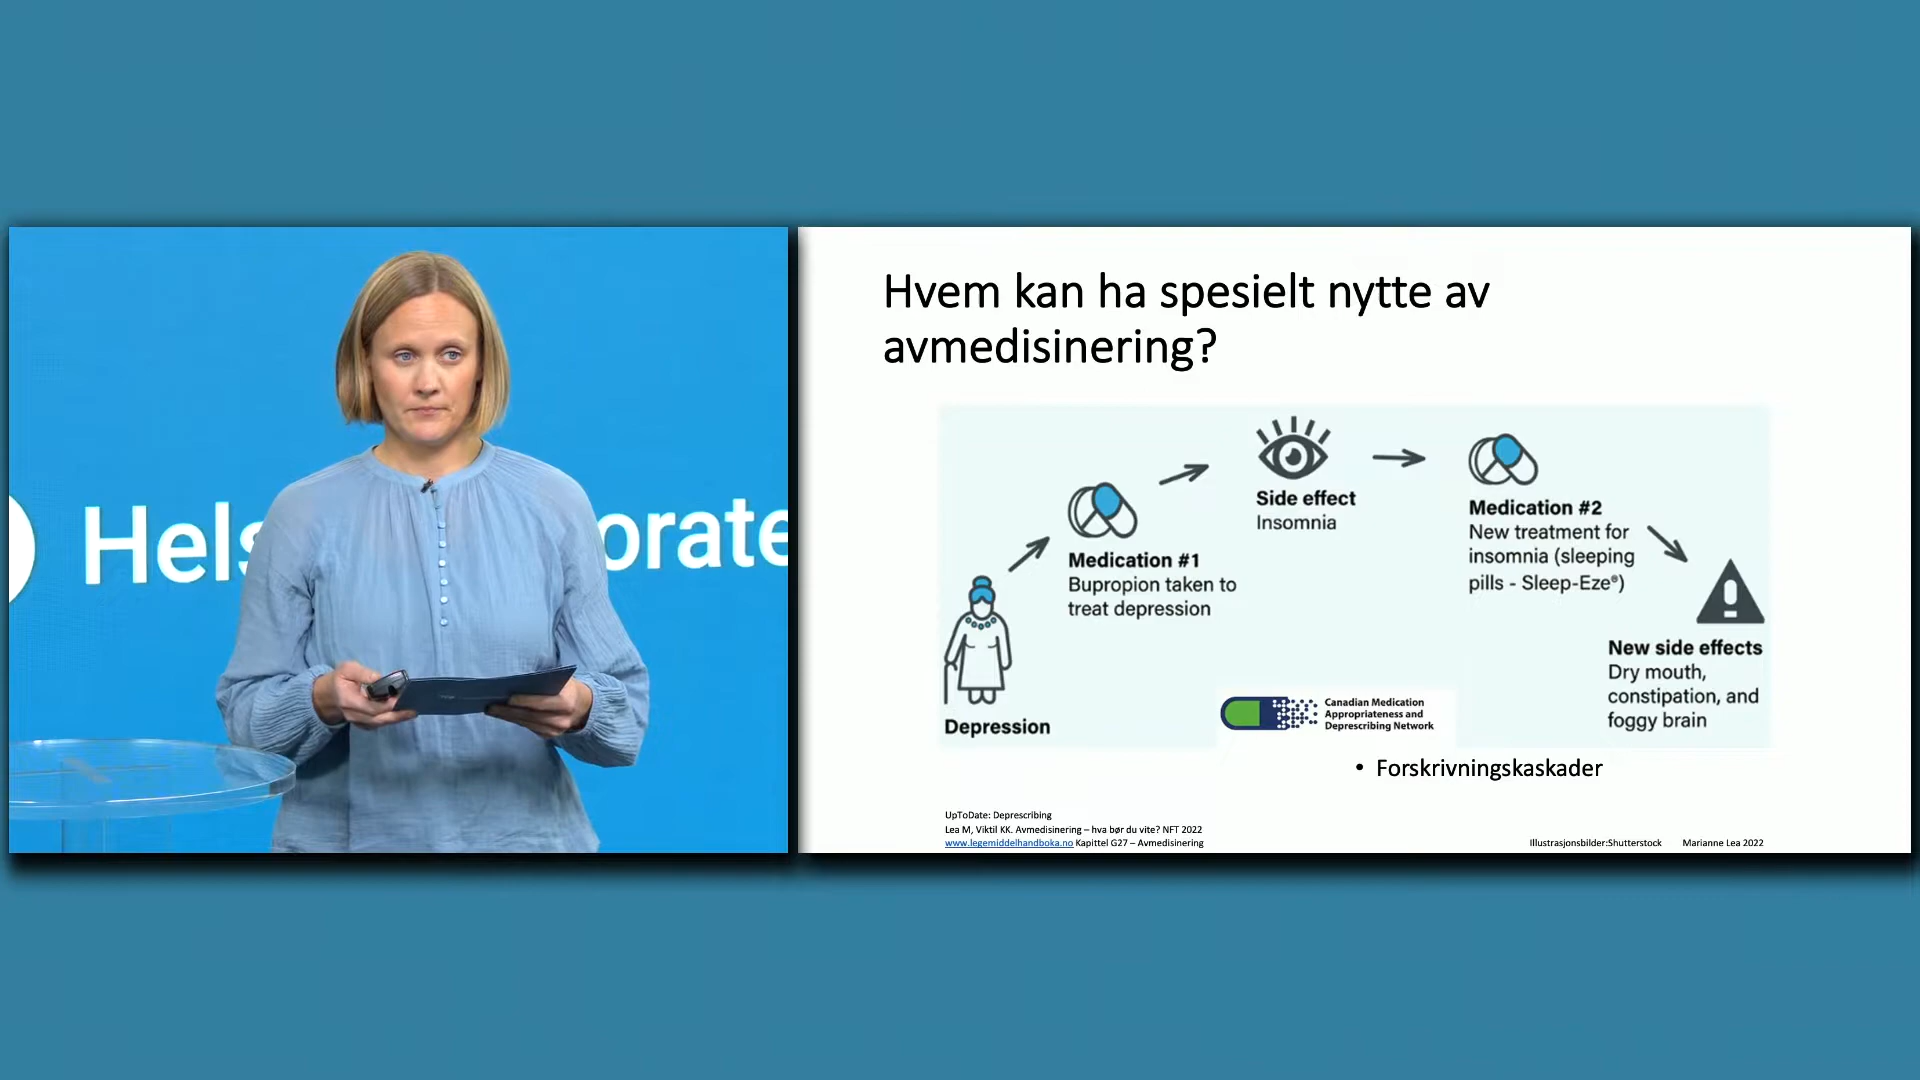 Hels orate
Hvem kan ha spesielt nytte av
avmedisinering?
Depression
Medication #1
Bupropion taken to
treat depression
Side effect
Insomnia
Medication #2
New treatment for
insomnia (sleeping
pills - Sleep-Eze®)
New side effects
Dry mouth,
constipation, and
foggy brain
Canadian Medication
Appropriateness and
Deprescribing Network
• Forskrivningskaskader
UpToDate: Deprescribing
Lea M, Viktil KK. Avmedisinering – hva bør du vite? NFT 2022
www.legemiddelhandboka.no Kapittel G27 – Avmedisinering
Illustrasjonsbilder:Shutterstock Marianne Lea 2022